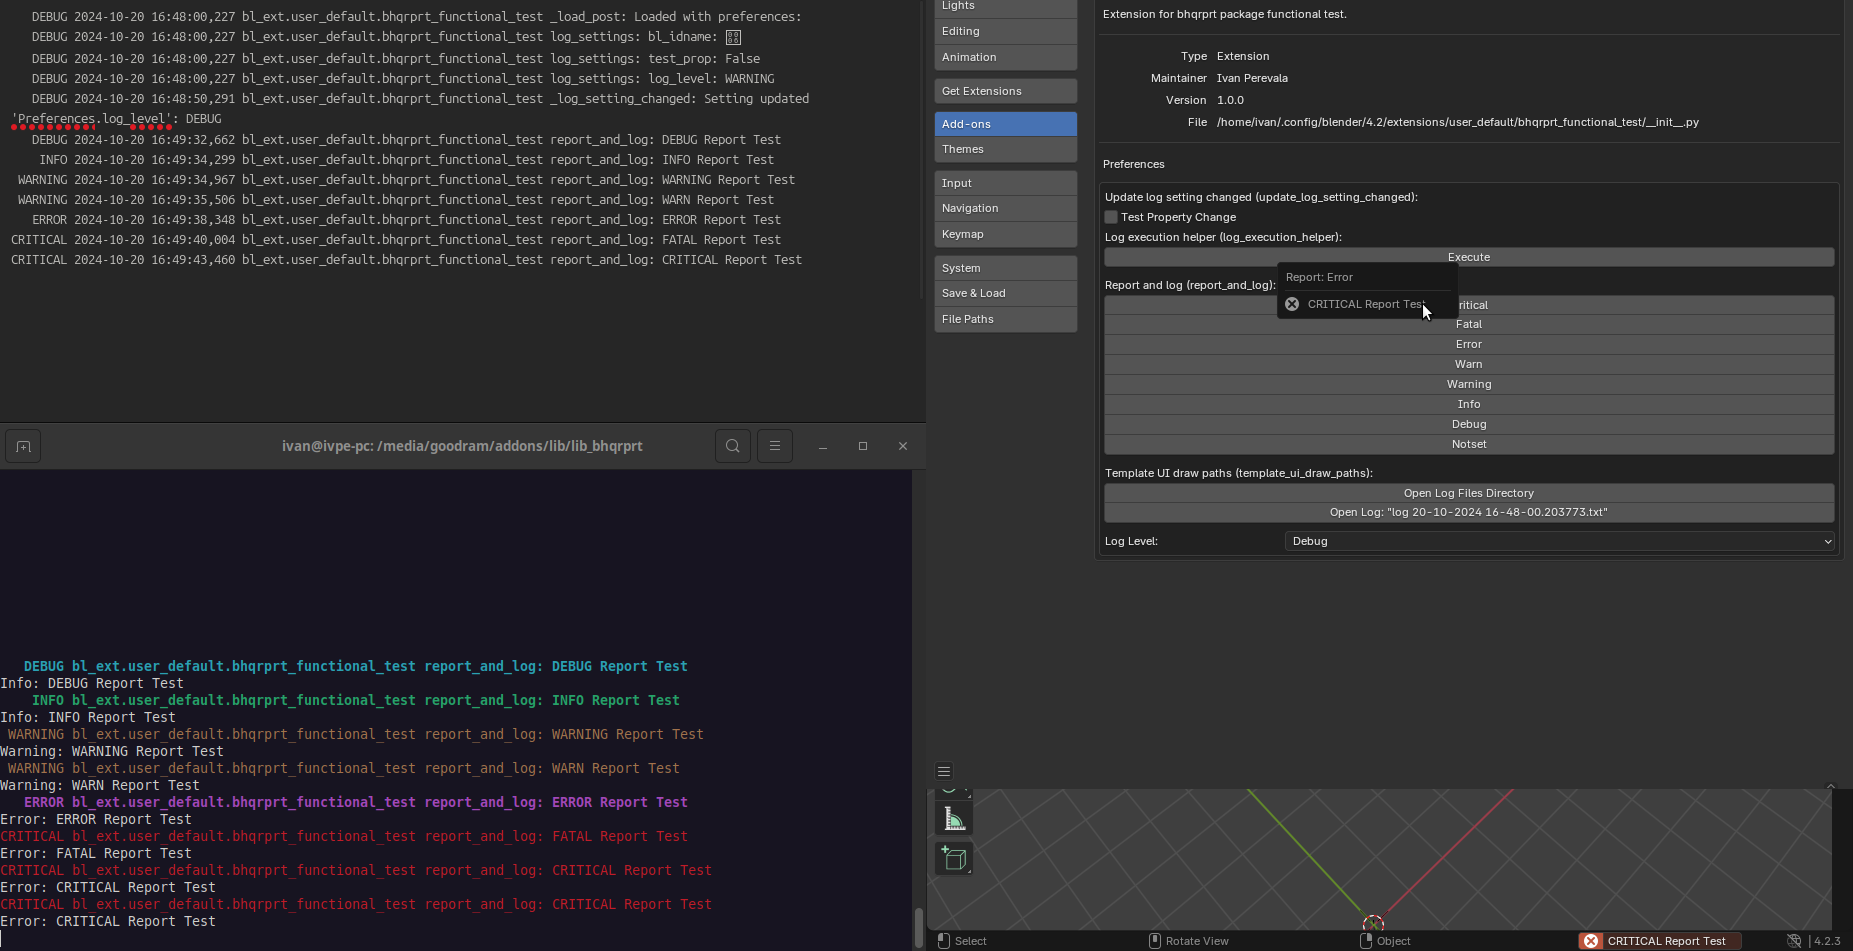 DEBUG 2024-10-20 16:48:00,227 bl_ext.user_default.bhqrprt_functional_test _load_post: Loaded with preferences:
DEBUG 2024-10-20 16:48:00,227 bl_ext.user_default.bhqrprt_functional_test log_settings: bl_idname:
DEBUG 2024-10-20 16:48:00,227 bl_ext.user_default.bhqrprt_functional_test log_settings: test_prop: False
DEBUG 2024-10-20 16:48:00,227 bl_ext.user_default.bhqrprt_functional_test log_settings: log_level: WARNING
DEBUG 2024-10-20 16:48:50,291 bl_ext.user_default.bhqrprt_functional_test _log_setting_changed: Setting updated
'Preferences.log_level': DEBUG
DEBUG 2024-10-20 16:49:32,662 bl_ext.user_default.bhqrprt_functional_test report_and_log: DEBUG Report Test
INFO 2024-10-20 16:49:34,299 bl_ext.user_default.bhqrprt_functional_test report_and_log: INFO Report Test
WARNING 2024-10-20 16:49:34,967 bl_ext.user_default.bhqrprt_functional_test report_and_log: WARNING Report Test
WARNING 2024-10-20 16:49:35,506 bl_ext.user_default.bhqrprt_functional_test report_and_log: WARN Report Test
ERROR 2024-10-20 16:49:38,348 bl_ext.user_default.bhqrprt_functional_test report_and_log: ERROR Report Test
CRITICAL 2024-10-20 16:49:40,004 bl_ext.user_default.bhqrprt_functional_test report_and_log: FATAL Report Test
CRITICAL 2024-10-20 16:49:43,460 bl_ext.user_default.bhqrprt_functional_test report_and_log: CRITICAL Report Test
ivan@ivpe-pc: /media/goodram/addons/lib/lib_bhqrprt
DEBUG bl_ext.user_default.bhqrprt_functional_test report_and_log: DEBUG Report Test
Info: DEBUG Report Test
INFO bl_ext.user_default.bhqrprt_functional_test report_and_log: INFO Report Test
Info: INFO Report Test
WARNING bl_ext.user_default.bhqrprt_functional_test report_and_log: WARNING Report Test
Warning: WARNING Report Test
WARNING bl_ext.user_default.bhqrprt_functional_test report_and_log: WARN Report Test
Warning: WARN Report Test
ERROR bl_ext.user_default.bhqrprt_functional_test report_and_log: ERROR Report Test
Error: ERROR Report Test
CRITICAL bl_ext.user_default.bhqrprt_functional_test report_and_log: FATAL Report Test
Error: FATAL Report Test
CRITICAL bl_ext.user_default.bhqrprt_functional_test report_and_log: CRITICAL Report Test
Error: CRITICAL Report Test
CRITICAL bl_ext.user_default.bhqrprt_functional_test report_and_log: CRITICAL Report Test
Error: CRITICAL Report Test
Lights
Editing
Animation
Get Extensions
Add-ons
Themes
Input
Navigation
Keymap
System
Save & Load
File Paths
Extension for bhqrprt package functional test.
Type Extension
Maintainer Ivan Perevala
Version 1.0.0
File /home/ivan/.config/blender/4.2/extensions/user_default/bhqrprt_functional_test/__init__.py
Preferences
Update log setting changed (update_log_setting_changed):
Test Property Change
Log execution helper (log_execution_helper):
Execute
Report: Error
Report and log (report_and_log):
CRITICAL Report Test
ritical
Fatal
Error
Warn
Warning
Info
Debug
Notset
Template UI draw paths (template_ui_draw_paths):
Open Log Files Directory
Open Log: "log 20-10-2024 16-48-00.203773.txt"
Log Level: Debug
Select
Rotate View
Object
CRITICAL Report Test
4.2.3